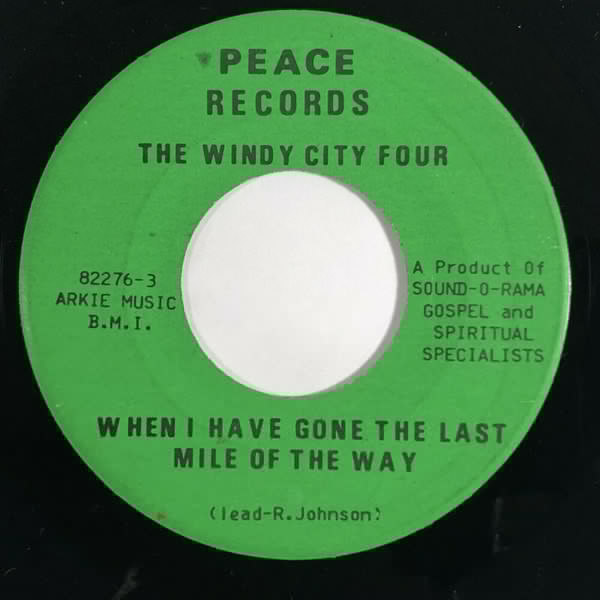 PEACE
RECORDS
THE WINDY CITY FOUR
82276-3
ARKIE MUSIC
B.M.I.
A Product Of
SOUND-O-RAMA
GOSPEL and
SPIRITUAL
SPECIALISTS
WHEN I HAVE GONE THE LAST
MILE OF THE WAY
(lead-R.Johnson)